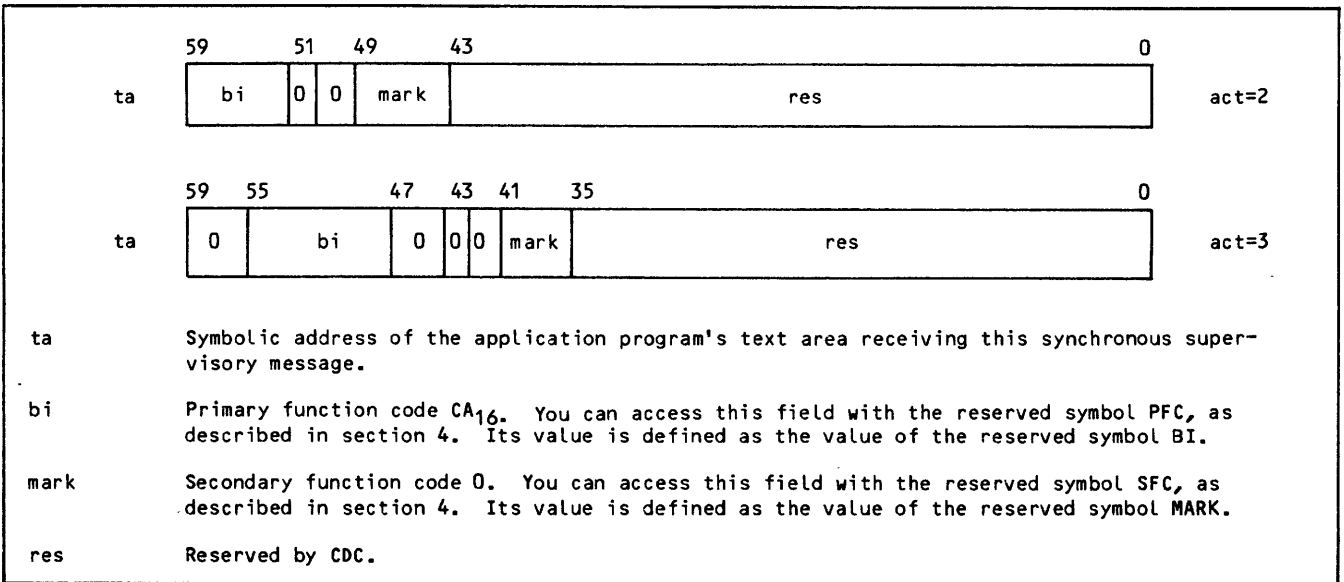 59 51 49 43 0
ta bi 0 0 mark res act=2
59 55 47 43 41 35 0
ta 0 bi 0 0 0 mark res act=3
ta Symbolic address of the application program's text area receiving this synchronous super-
visory message.
bi Primary function code CA16. You can access this field with the reserved symbol PFC, as
described in section 4. Its value is defined as the value of the reserved symbol BI.
mark Secondary function code 0. You can access this field with the reserved symbol SFC, as
described in section 4. Its value is defined as the value of the reserved symbol MARK.
res Reserved by CDC.